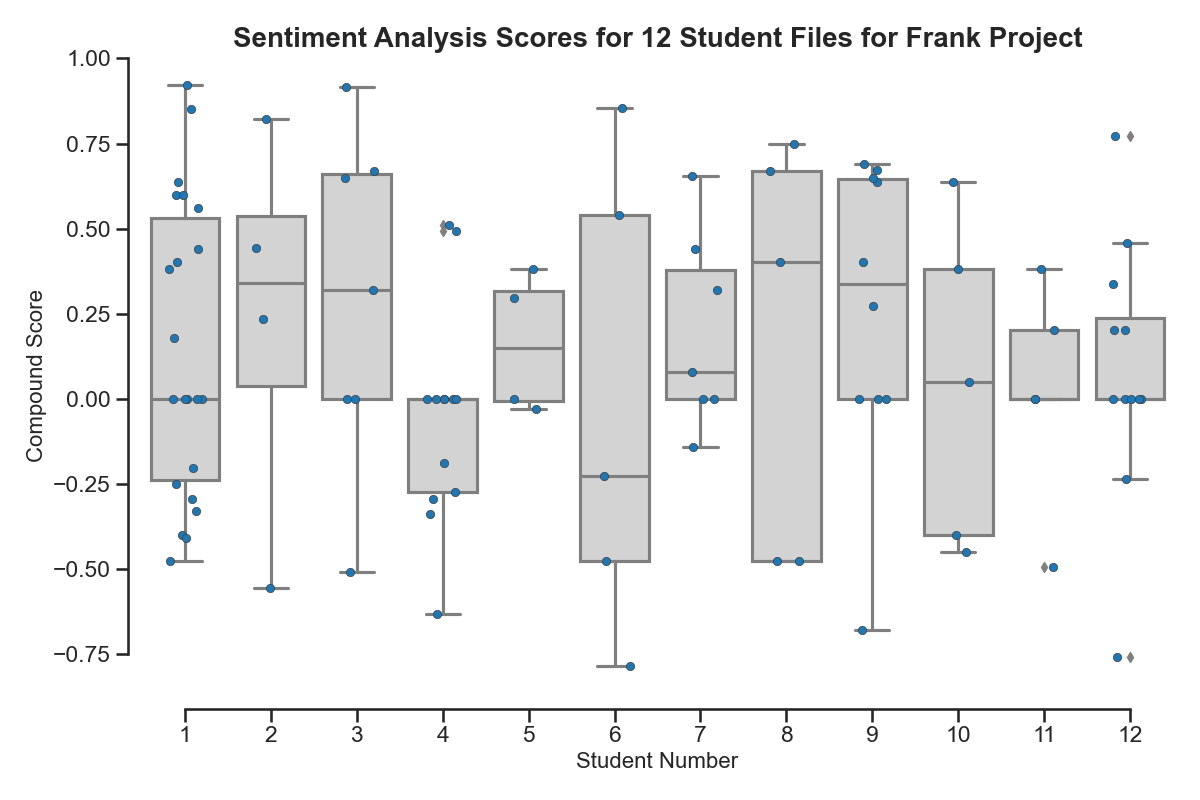 Sentiment Analysis Scores for 12 Student Files for Frank Project
1.00
0.75
0.50
0.25
0.00
−0.25
−0.50
−0.75
Compound Score
1 2 3 4 5 6 7 8 9 10 11 12
Student Number